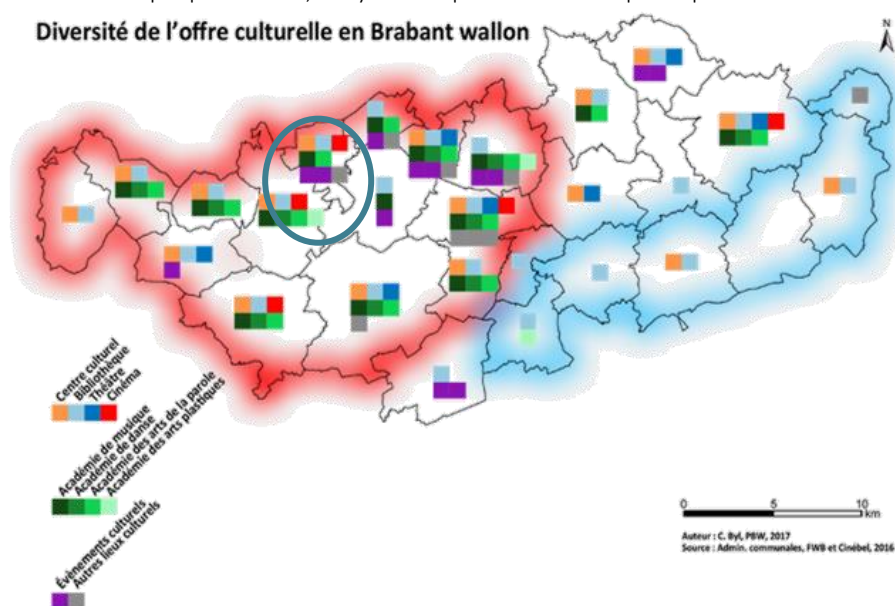 Diversité de l'offre culturelle en Brabant wallon
N
Centre culturel
Bibliothèque
Théâtre
Cinéma
Académie de musique
Académie de danse
Académie des arts de la parole
Académie des arts plastiques
Évènements culturels
Autres lieux culturels
0 5 10
km
Auteur : C. Byl, PBW, 2017
Source : Admin. communales, FWB et Cinébel, 2016